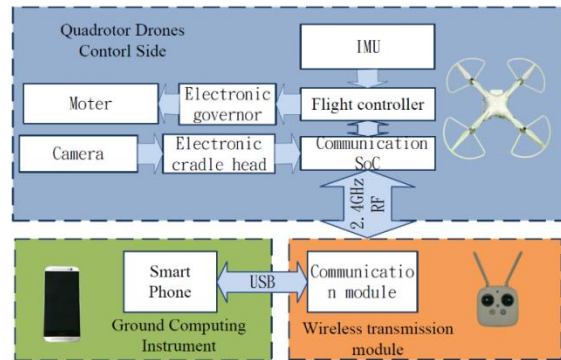 Quadrotor Drones
Contorl Side
IMU
Moter
Electronic
governor
Flight controller
Camera
Electronic
cradle head
Communication
SoC
2.4GHz
RF
Smart
Phone
USB
Communicatio
n module
Ground Computing
Instrument
Wireless transmission
module